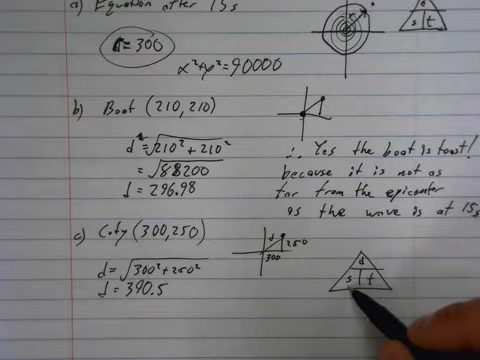 a) Equation after 15s
r = 300
x²+y² = 90000
d
s t
b) Boat (210, 210)
d = √210² + 210²
= √88200
d = 296.98
∴ Yes the boat is toast!
because it is not as
far from the epicenter
as the wave is at 15s
c) City (300, 250)
d = √300² + 250²
d = 390.5
d
250
300
d
s t